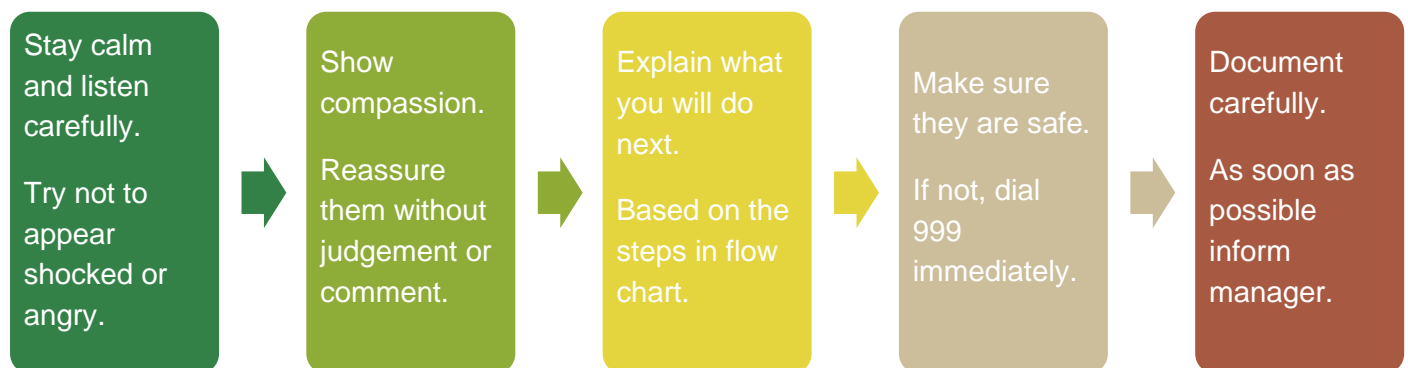 Stay calm
and listen
carefully.
Try not to
appear
shocked or
angry.
Show
compassion.
Reassure
them without
judgement or
comment.
Explain what
you will do
next.
Based on the
steps in flow
chart.
Make sure
they are safe.
If not, dial
999
immediately.
Document
carefully.
As soon as
possible
inform
manager.